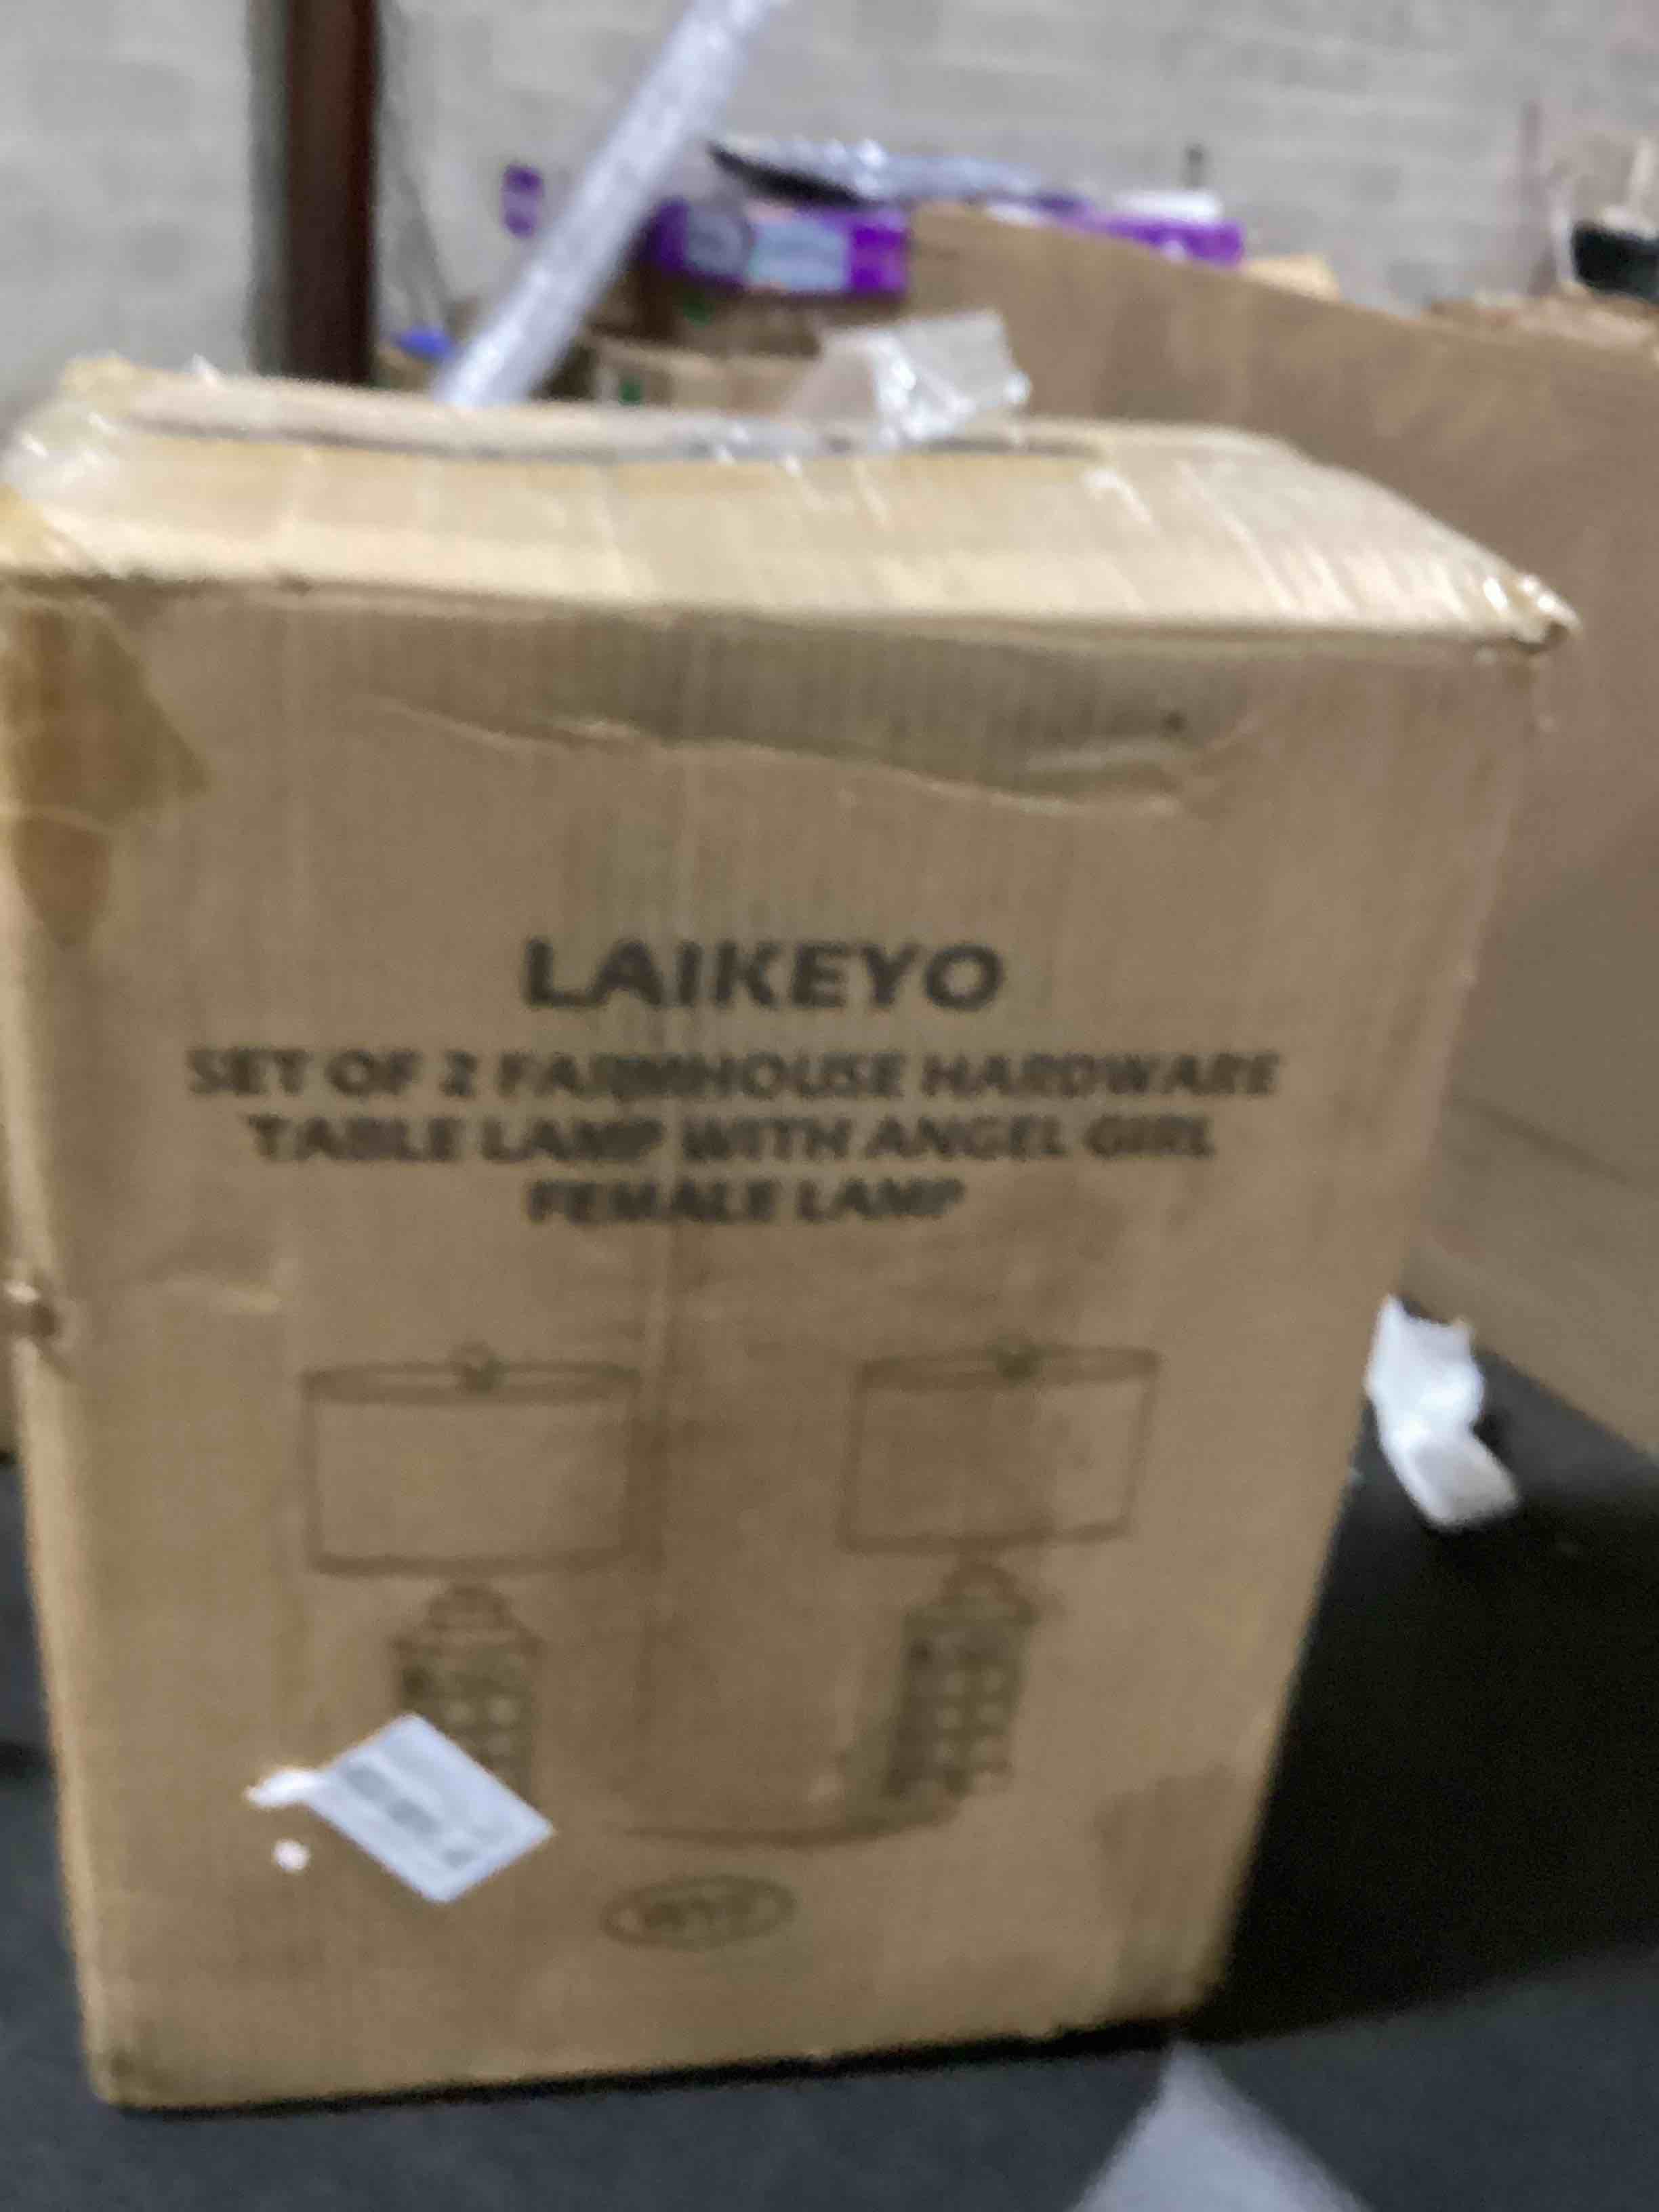 LAIKEYO
SET OF 2 FARMHOUSE HARDWARE
TABLE LAMP WITH ANGEL GIRL
FEMALE LAMP